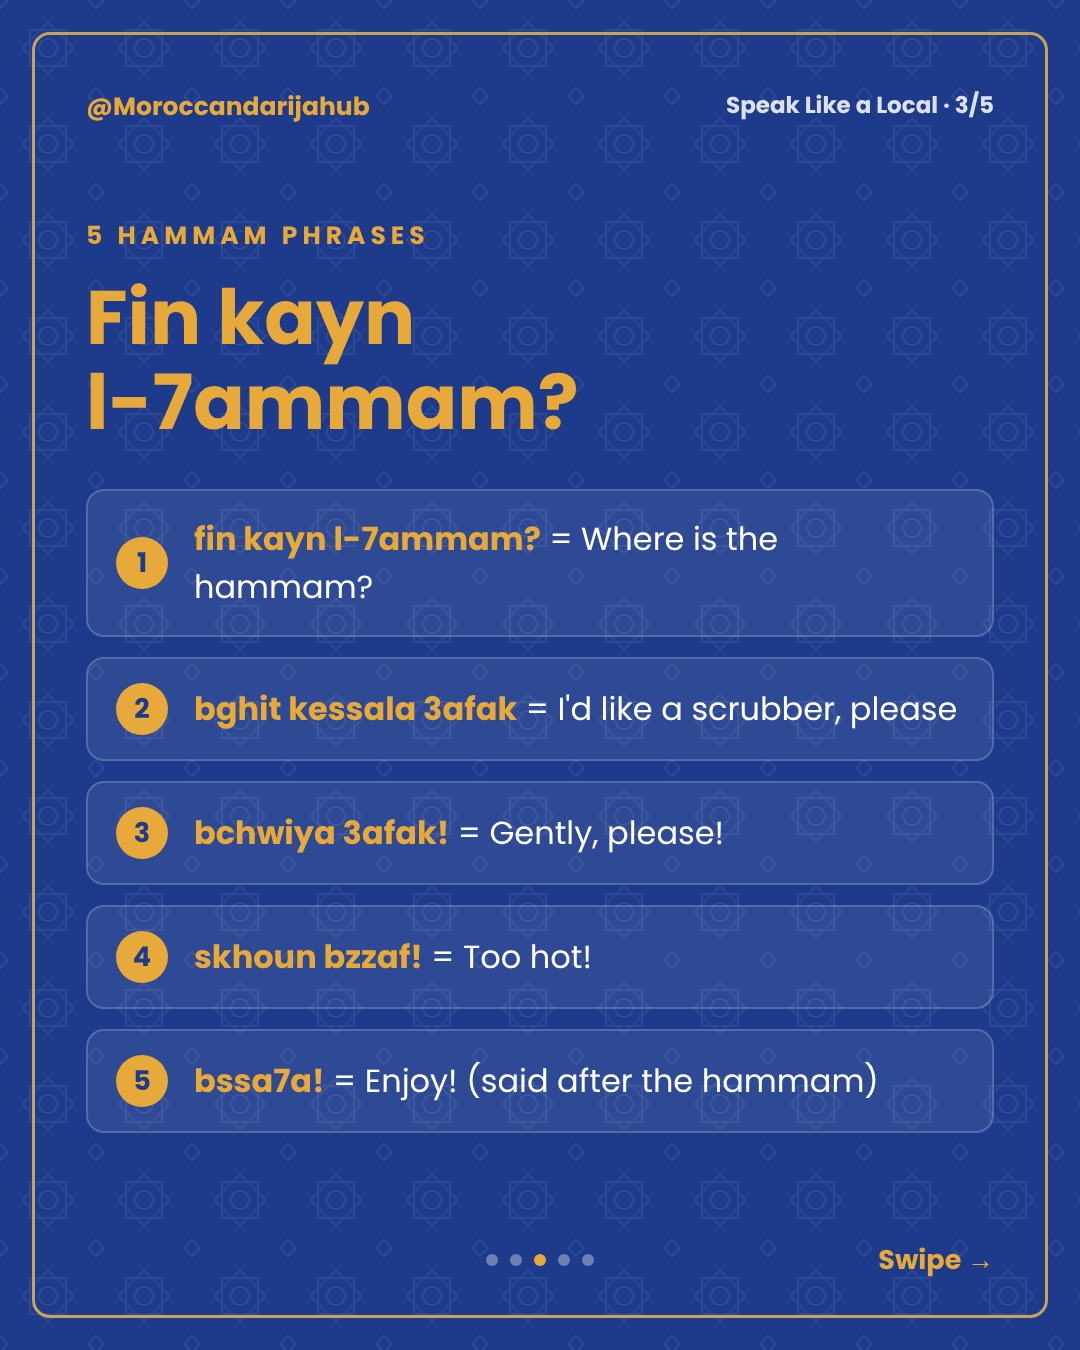 @Moroccandarijahub
Speak Like a Local · 3/5
5 HAMMAM PHRASES
Fin kayn
l-7ammam?
1 fin kayn l-7ammam? = Where is the
hammam?
2 bghit kessala 3afak = I'd like a scrubber, please
3 bchwiya 3afak! = Gently, please!
4 skhoun bzzaf! = Too hot!
5 bssa7a! = Enjoy! (said after the hammam)
Swipe →